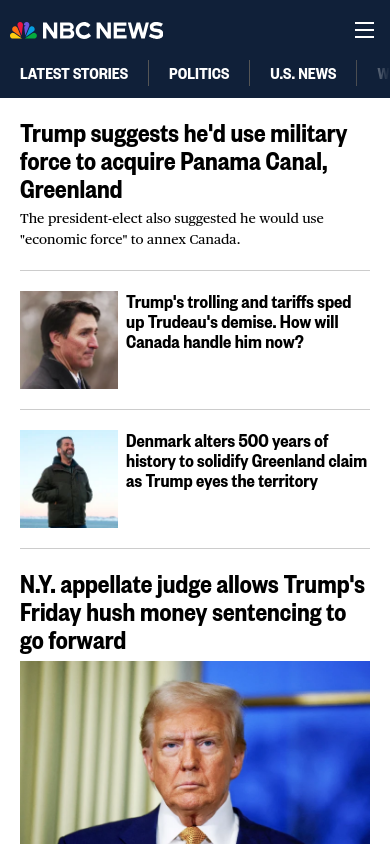 NBC NEWS
LATEST STORIES
POLITICS
U.S. NEWS
Trump suggests he'd use military
force to acquire Panama Canal,
Greenland
The president-elect also suggested he would use
"economic force" to annex Canada.
Trump's trolling and tariffs sped
up Trudeau's demise. How will
Canada handle him now?
Denmark alters 500 years of
history to solidify Greenland claim
as Trump eyes the territory
N.Y. appellate judge allows Trump's
Friday hush money sentencing to
go forward